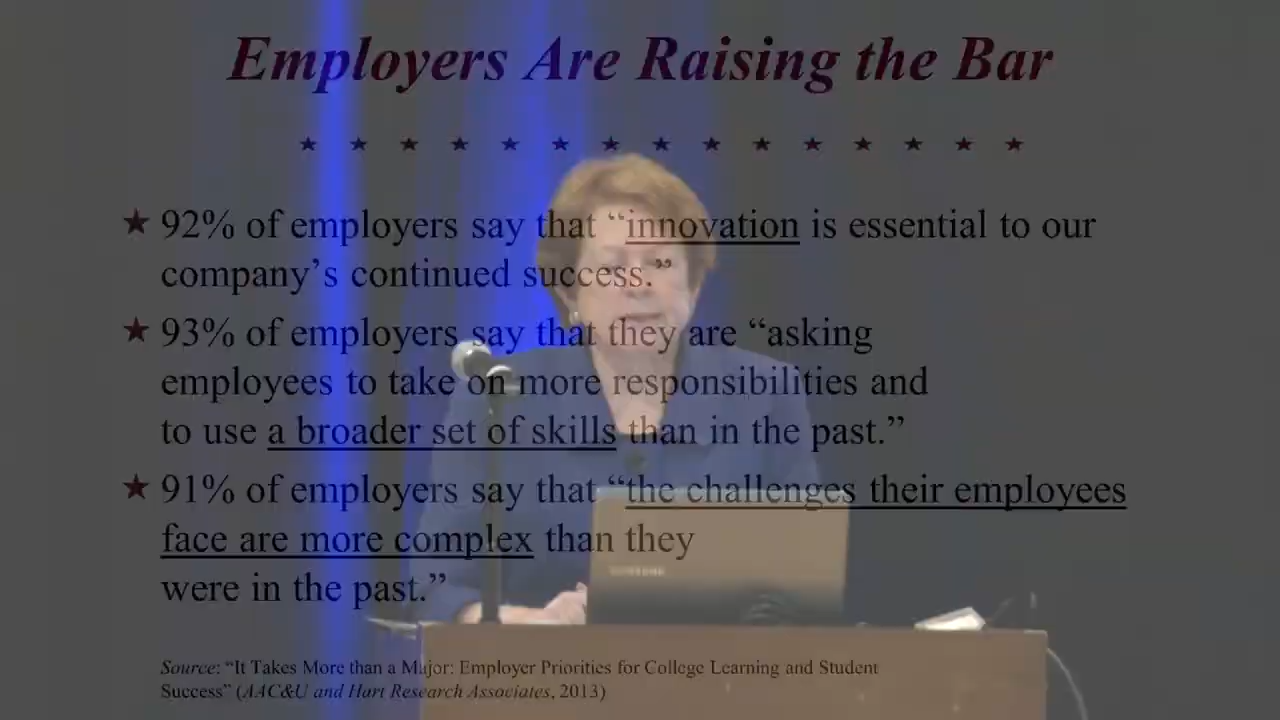 Employers Are Raising the Bar
92% of employers say that “innovation is essential to our
company’s continued success.”
93% of employers say that they are “asking
employees to take on more responsibilities and
to use a broader set of skills than in the past.”
91% of employers say that “the challenges their employees
face are more complex than they
were in the past.”
Source: “It Takes More than a Major: Employer Priorities for College Learning and Student
Success” (AAC&U and Hart Research Associates, 2013)
SAMSUNG